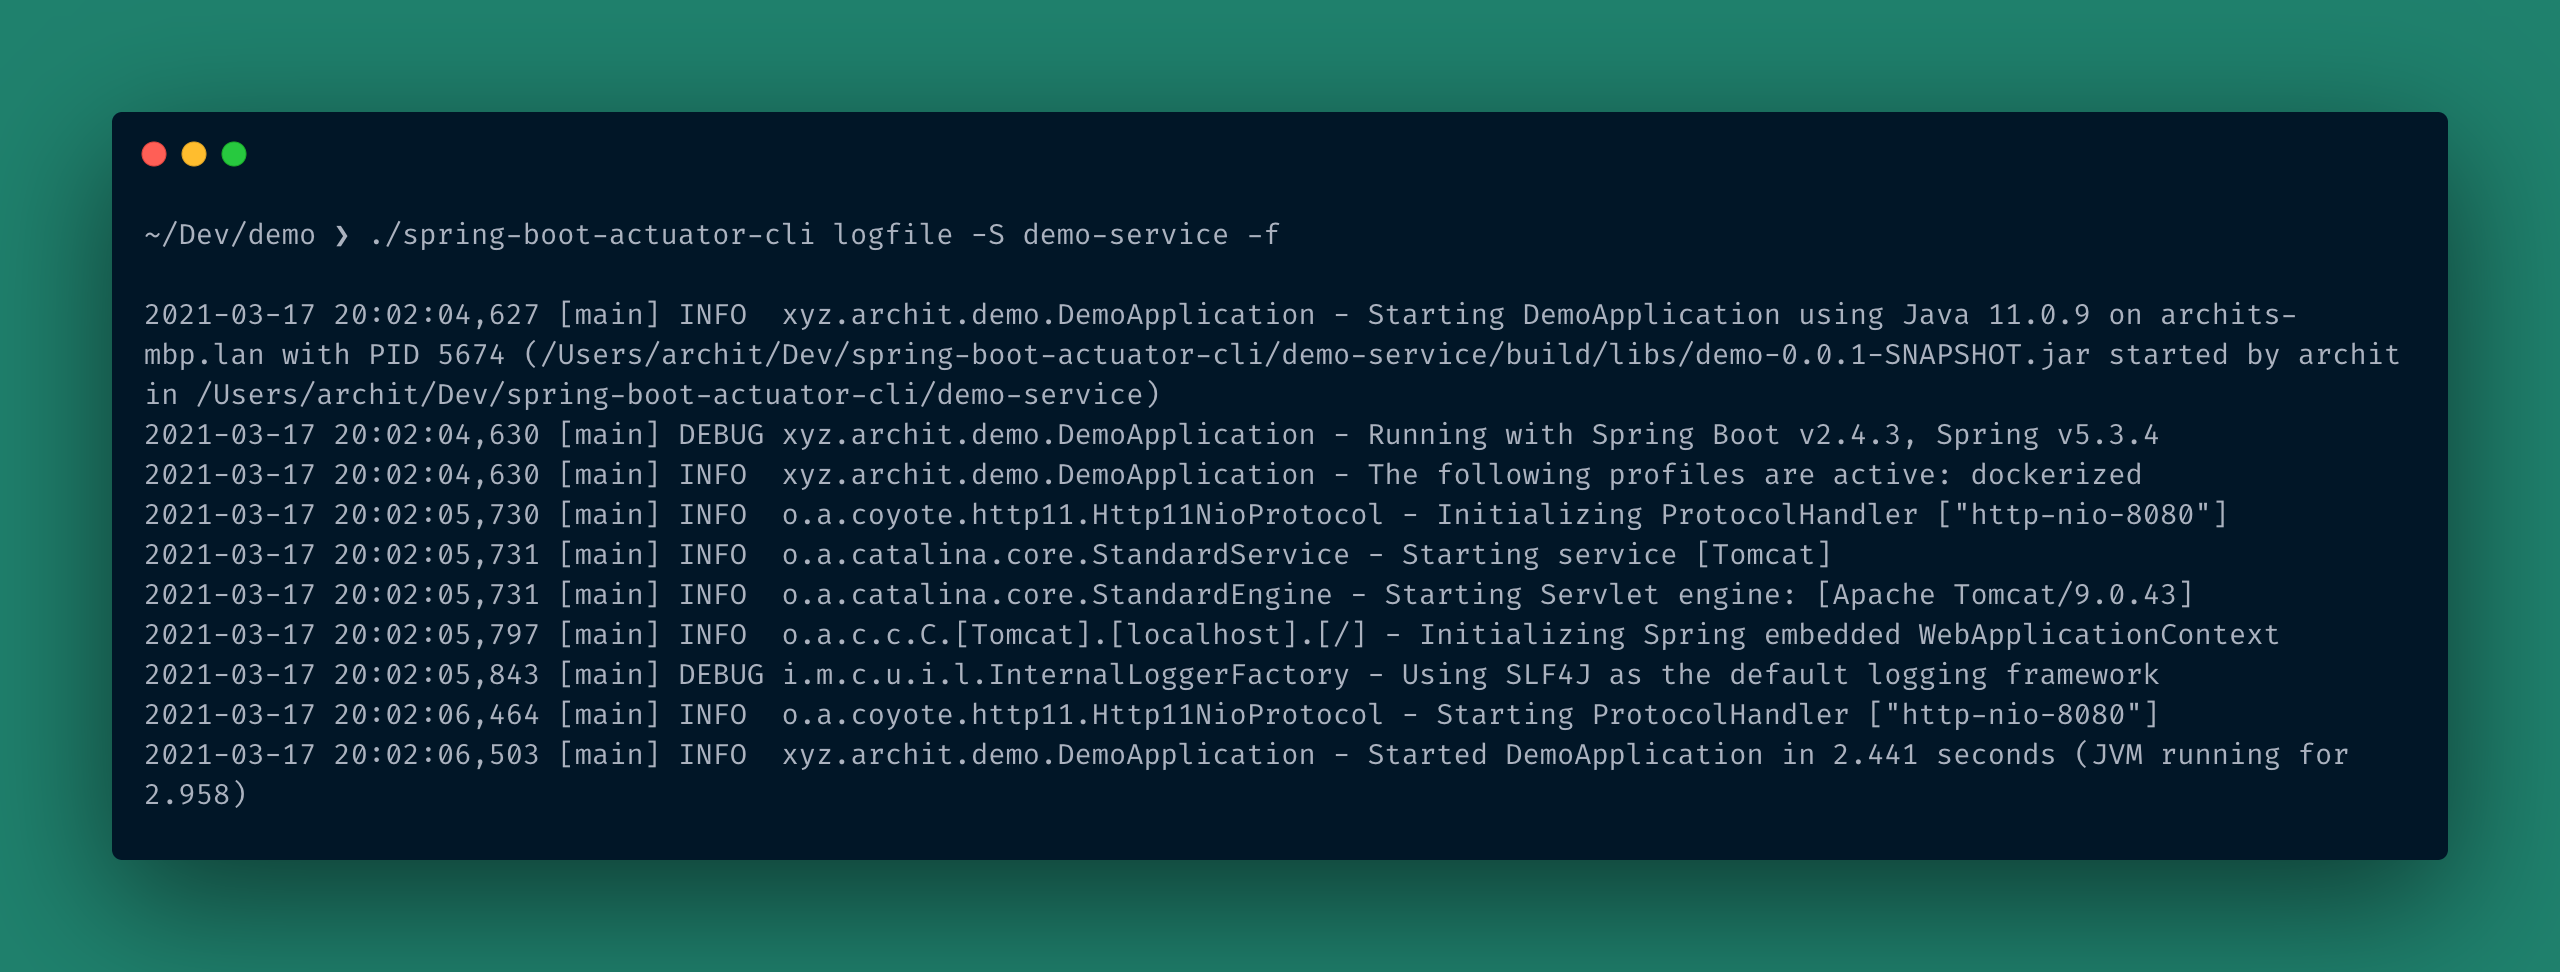 ~/Dev/demo ❯ ./spring-boot-actuator-cli logfile -S demo-service -f
2021-03-17 20:02:04,627 [main] INFO  xyz.archit.demo.DemoApplication - Starting DemoApplication using Java 11.0.9 on archits-
mbp.lan with PID 5674 (/Users/archit/Dev/spring-boot-actuator-cli/demo-service/build/libs/demo-0.0.1-SNAPSHOT.jar started by archit
in /Users/archit/Dev/spring-boot-actuator-cli/demo-service)
2021-03-17 20:02:04,630 [main] DEBUG xyz.archit.demo.DemoApplication - Running with Spring Boot v2.4.3, Spring v5.3.4
2021-03-17 20:02:04,630 [main] INFO  xyz.archit.demo.DemoApplication - The following profiles are active: dockerized
2021-03-17 20:02:05,730 [main] INFO  o.a.coyote.http11.Http11NioProtocol - Initializing ProtocolHandler ["http-nio-8080"]
2021-03-17 20:02:05,731 [main] INFO  o.a.catalina.core.StandardService - Starting service [Tomcat]
2021-03-17 20:02:05,731 [main] INFO  o.a.catalina.core.StandardEngine - Starting Servlet engine: [Apache Tomcat/9.0.43]
2021-03-17 20:02:05,797 [main] INFO  o.a.c.c.C.[Tomcat].[localhost].[/] - Initializing Spring embedded WebApplicationContext
2021-03-17 20:02:05,843 [main] DEBUG i.m.c.u.i.l.InternalLoggerFactory - Using SLF4J as the default logging framework
2021-03-17 20:02:06,464 [main] INFO  o.a.coyote.http11.Http11NioProtocol - Starting ProtocolHandler ["http-nio-8080"]
2021-03-17 20:02:06,503 [main] INFO  xyz.archit.demo.DemoApplication - Started DemoApplication in 2.441 seconds (JVM running for
2.958)